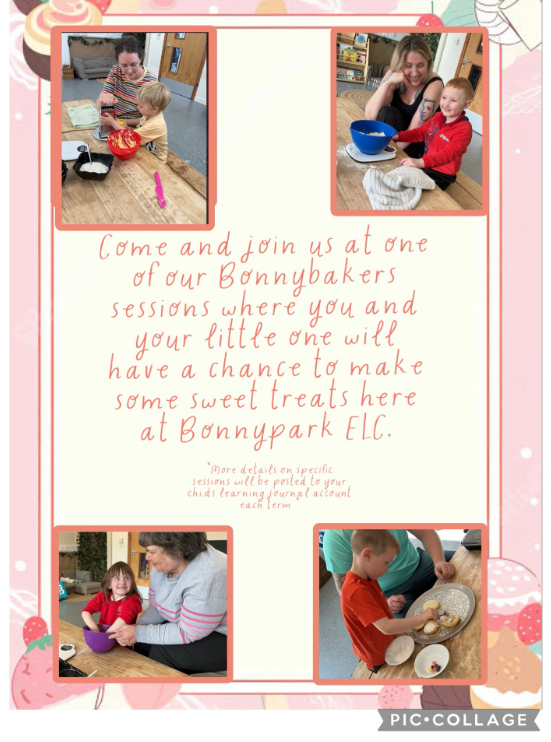 Come and join us at one
of our Bonnybakers
sessions where you and
your little one will
have a chance to make
some sweet treats here
at Bonnypark ELC.
*More details on specific
sessions will be posted to your
chids learning journal account
each term*
PIC•COLLAGE